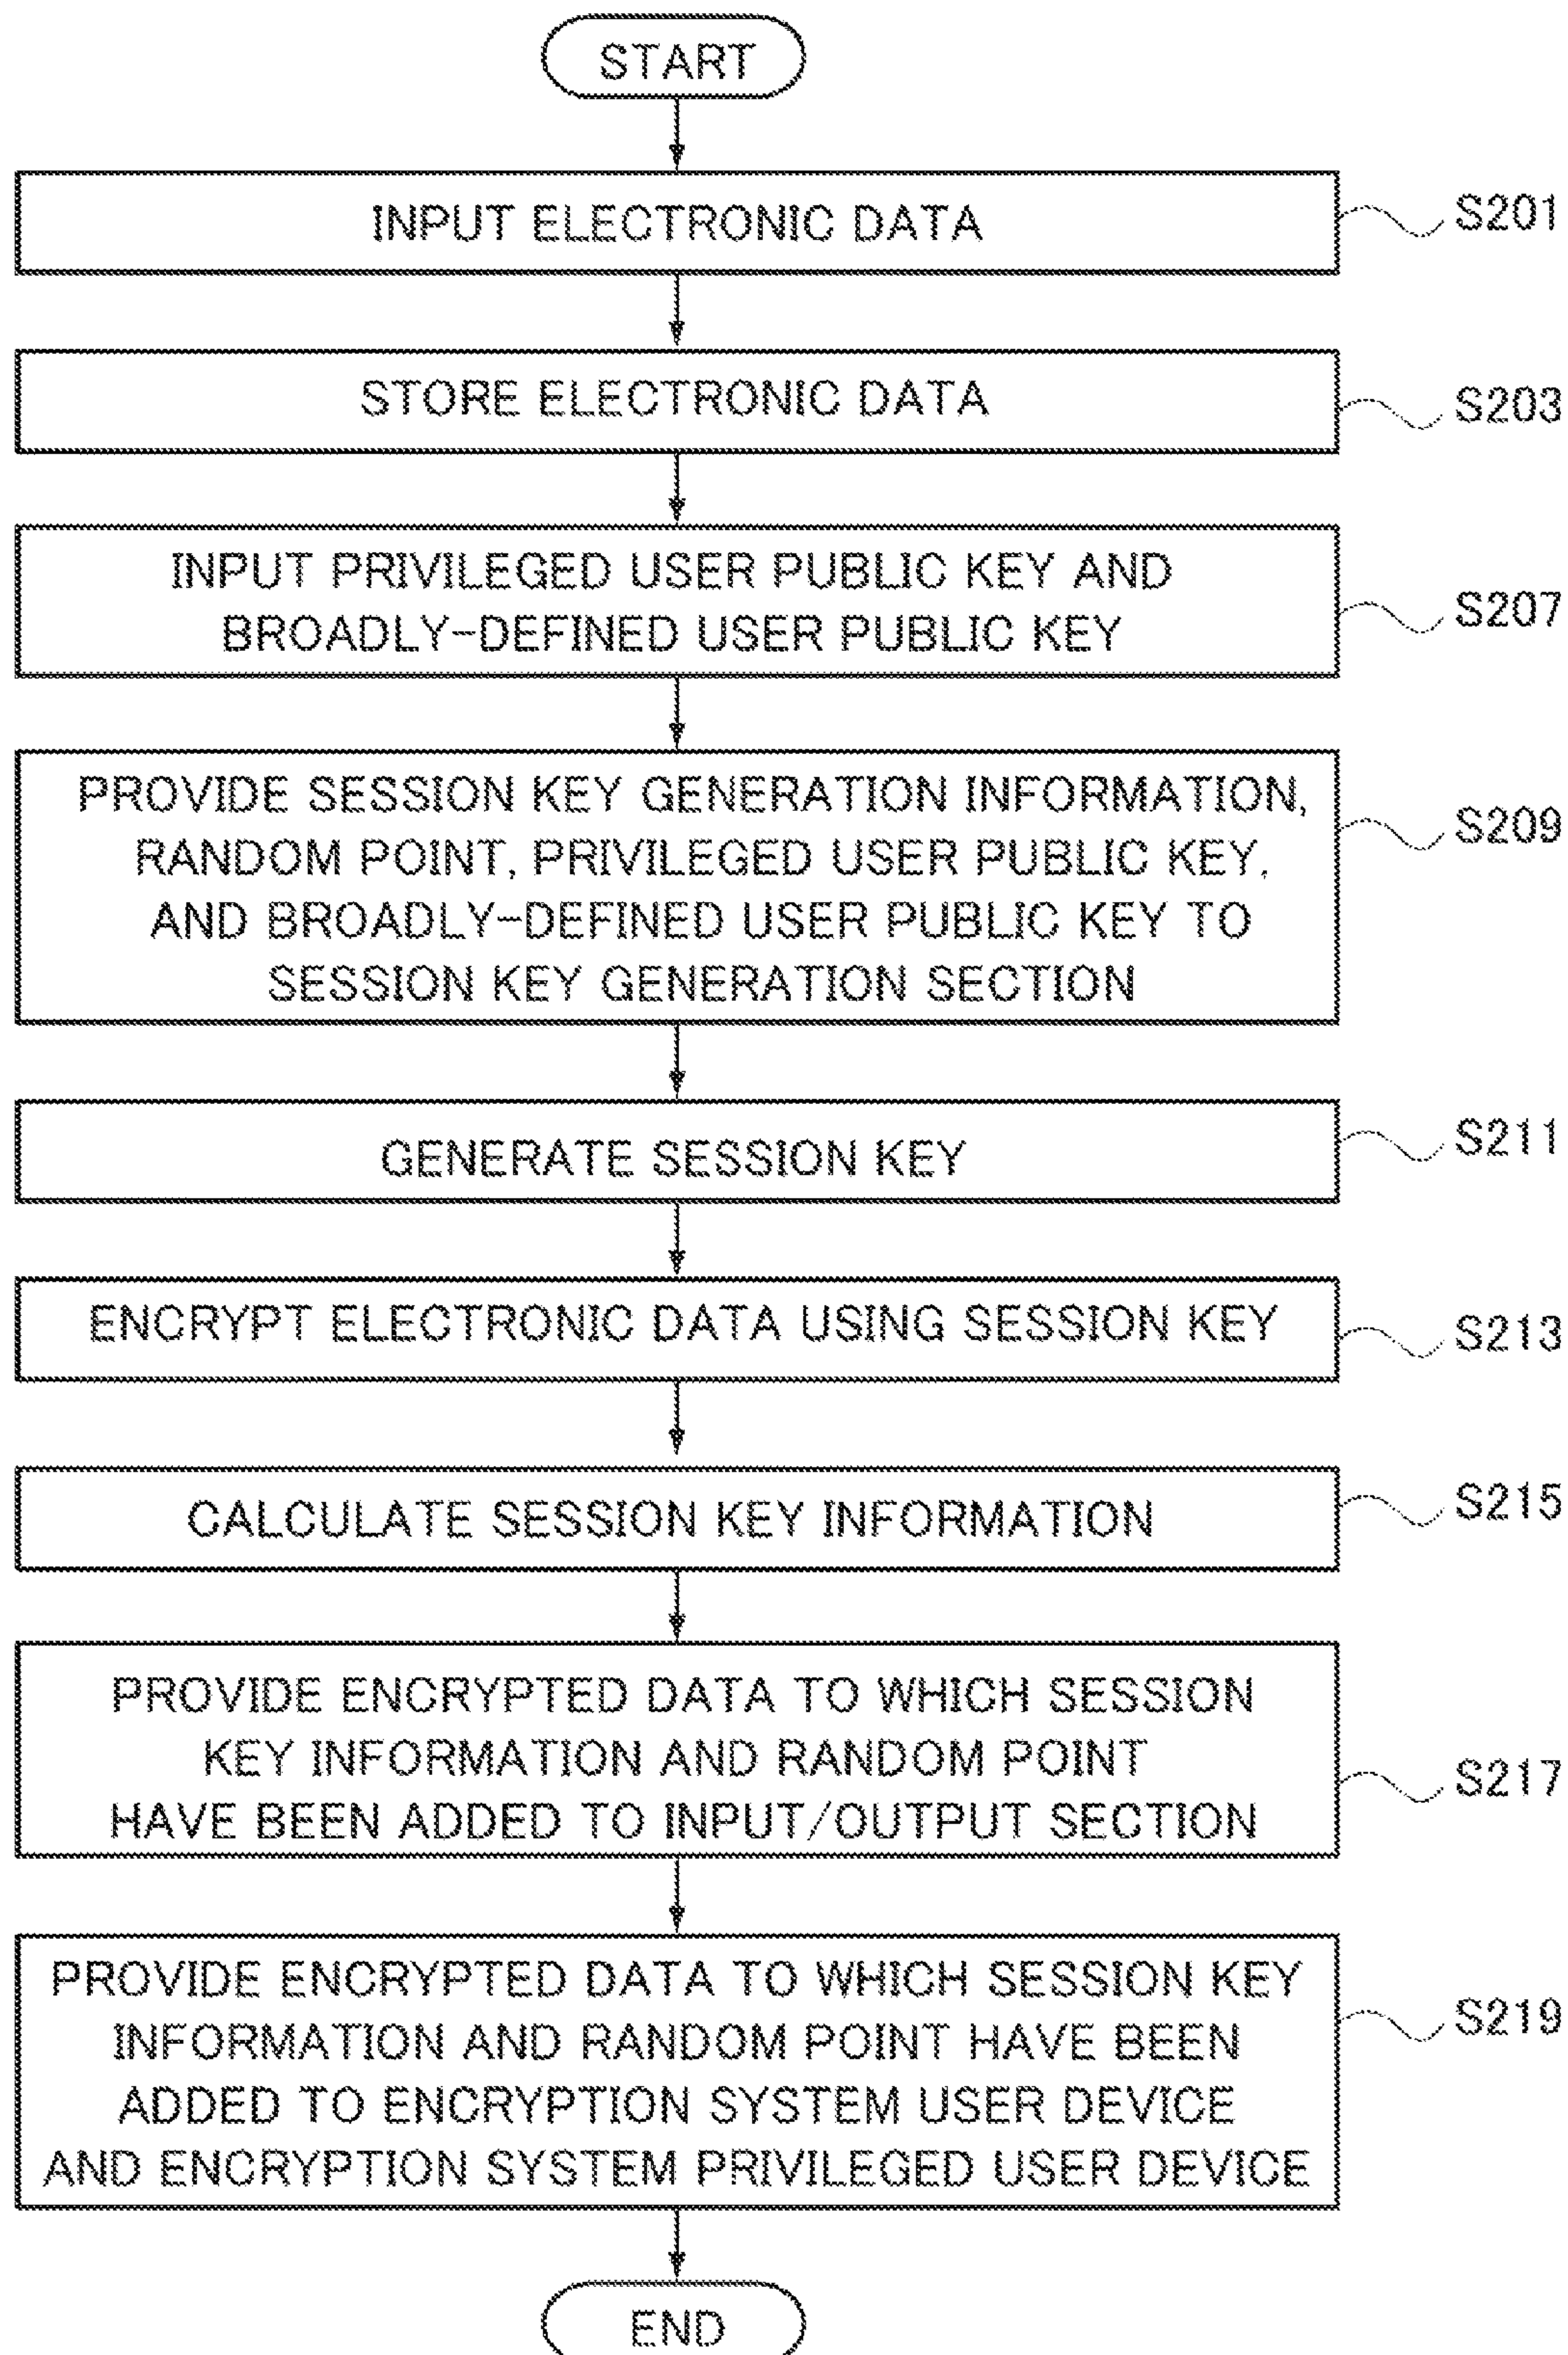 START
INPUT ELECTRONIC DATA
S201
STORE ELECTRONIC DATA
S203
INPUT PRIVILEGED USER PUBLIC KEY AND
BROADLY-DEFINED USER PUBLIC KEY
S207
PROVIDE SESSION KEY GENERATION INFORMATION,
RANDOM POINT, PRIVILEGED USER PUBLIC KEY,
AND BROADLY-DEFINED USER PUBLIC KEY TO
SESSION KEY GENERATION SECTION
S209
GENERATE SESSION KEY
S211
ENCRYPT ELECTRONIC DATA USING SESSION KEY
S213
CALCULATE SESSION KEY INFORMATION
S215
PROVIDE ENCRYPTED DATA TO WHICH SESSION
KEY INFORMATION AND RANDOM POINT
HAVE BEEN ADDED TO INPUT/OUTPUT SECTION
S217
PROVIDE ENCRYPTED DATA TO WHICH SESSION KEY
INFORMATION AND RANDOM POINT HAVE BEEN
ADDED TO ENCRYPTION SYSTEM USER DEVICE
AND ENCRYPTION SYSTEM PRIVILEGED USER DEVICE
S219
END